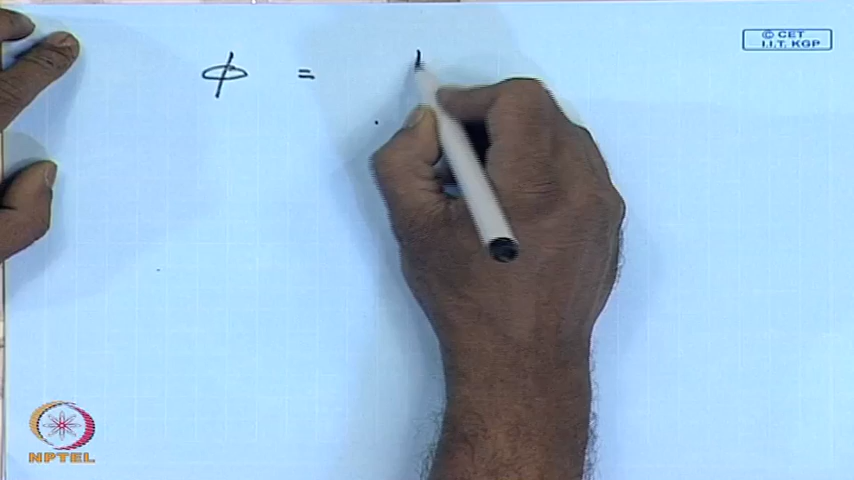 © CET
I.I.T. KGP
φ =
NPTEL